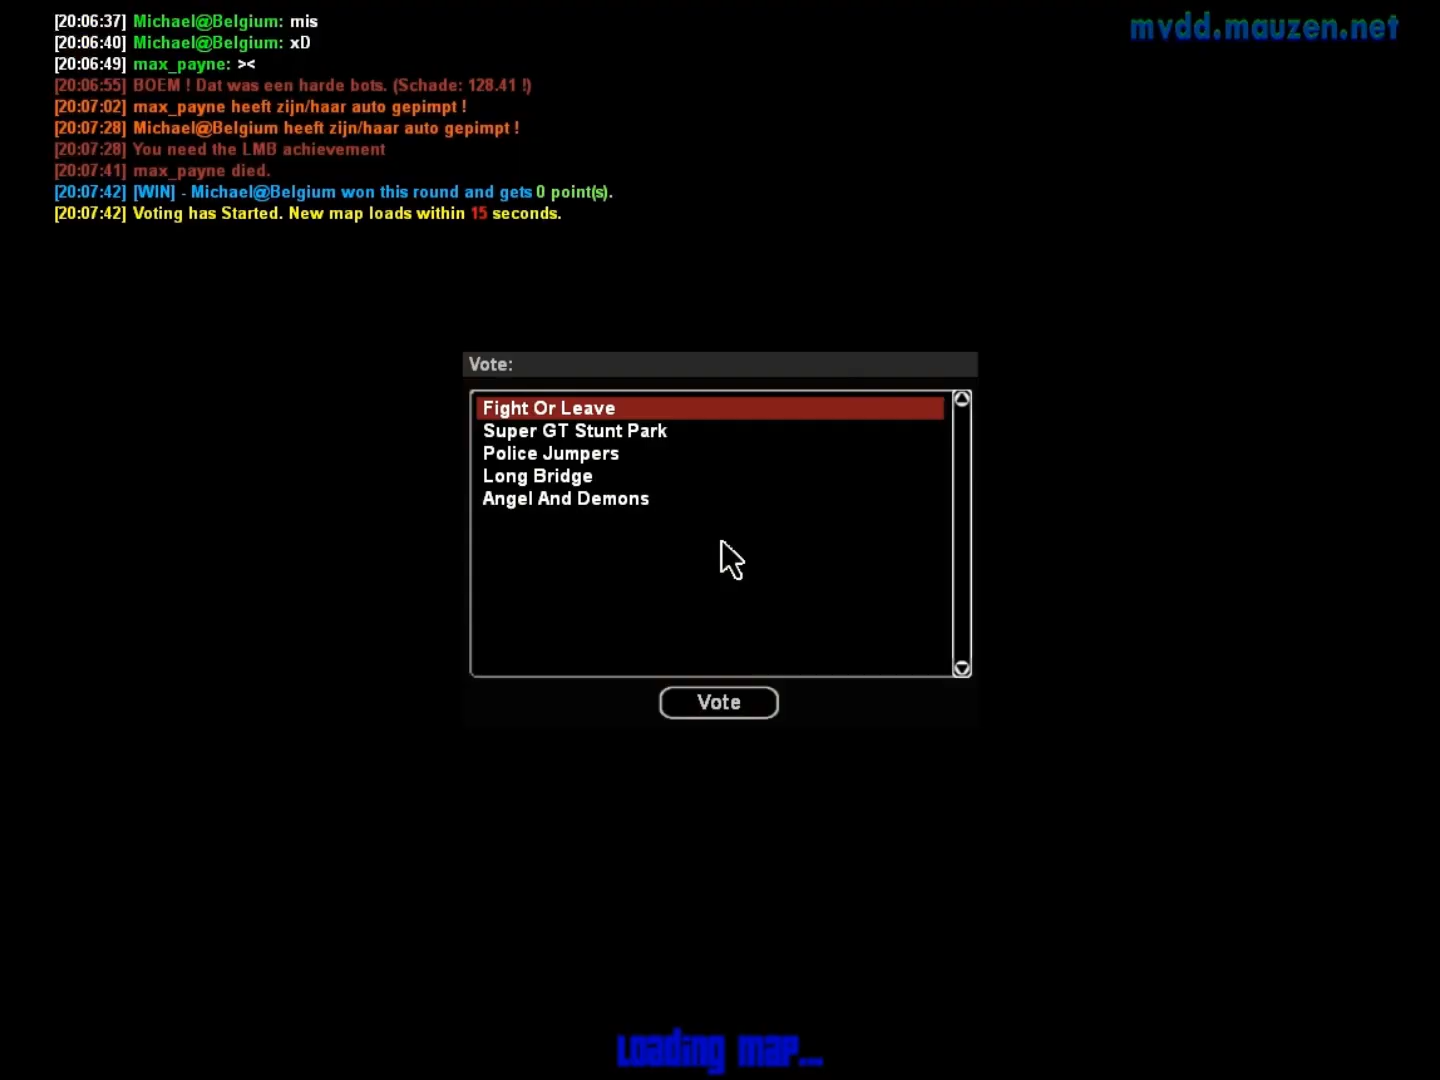 [20:06:37] Michael@Belgium: mis
mvdd.mauzen.net
[20:06:40] Michael@Belgium: xD
[20:06:49] max_payne: ><
[20:06:55] BOEM ! Dat was een harde bots. (Schade: 128.41 !)
[20:07:02] max_payne heeft zijn/haar auto gepimpt !
[20:07:28] Michael@Belgium heeft zijn/haar auto gepimpt !
[20:07:28] You need the LMB achievement
[20:07:41] max_payne died.
[20:07:42] [WIN] - Michael@Belgium won this round and gets 0 point(s).
[20:07:42] Voting has Started. New map loads within 15 seconds.
Vote:
Fight Or Leave
Super GT Stunt Park
Police Jumpers
Long Bridge
Angel And Demons
Vote
Loading map...